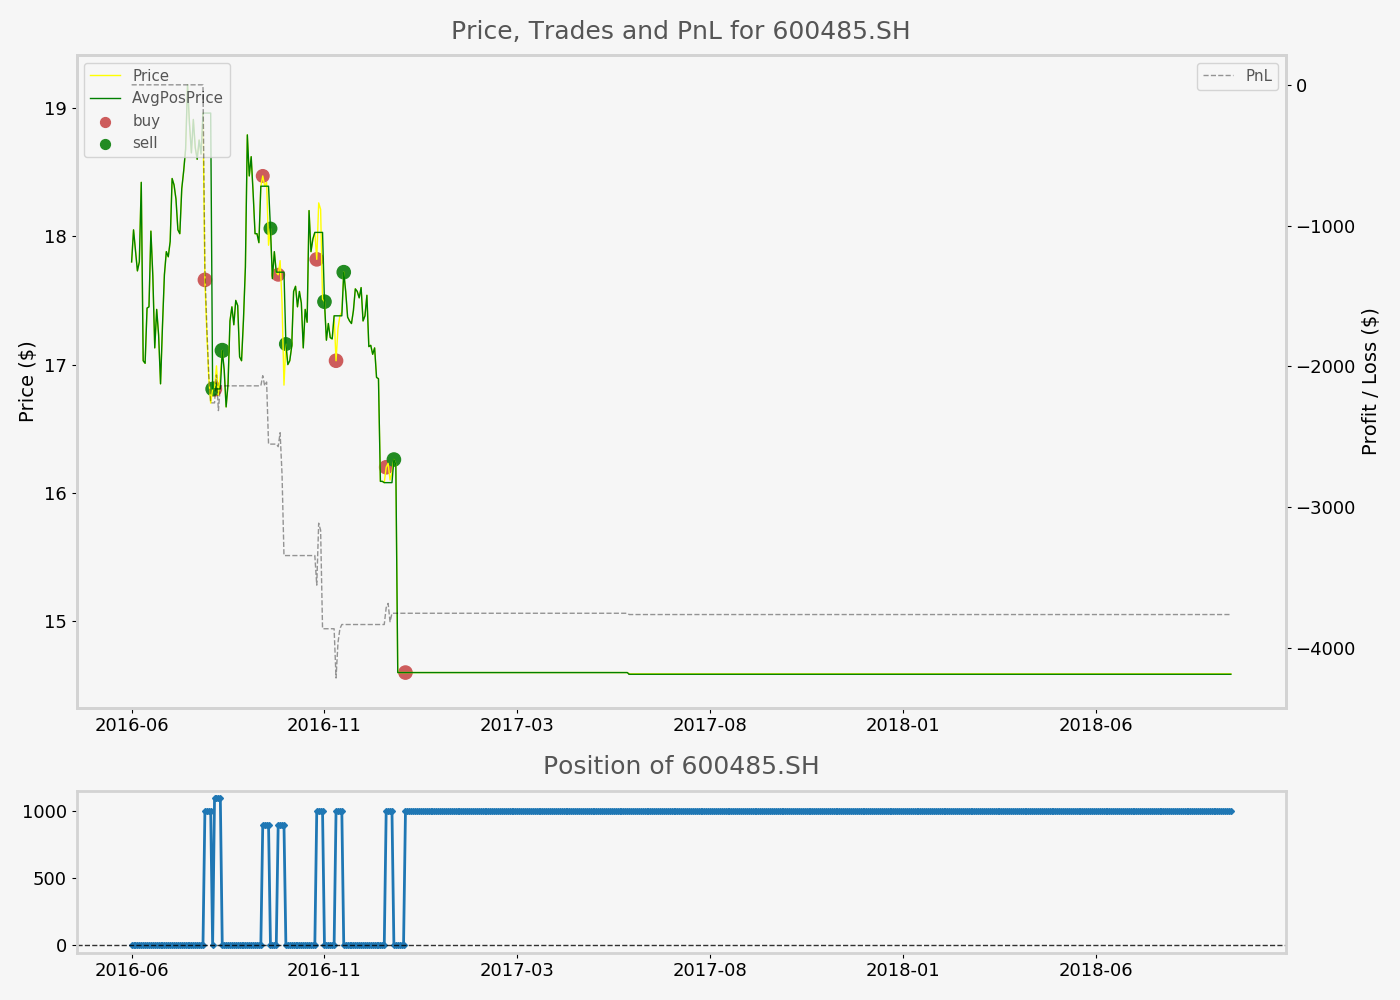 Price, Trades and PnL for 600485.SH
Price
AvgPosPrice
buy
sell
PnL
19
18
17
16
15
Price ($)
0
−1000
−2000
−3000
−4000
Profit / Loss ($)
2016-06 2016-11 2017-03 2017-08 2018-01 2018-06
Position of 600485.SH
1000
500
0
2016-06 2016-11 2017-03 2017-08 2018-01 2018-06